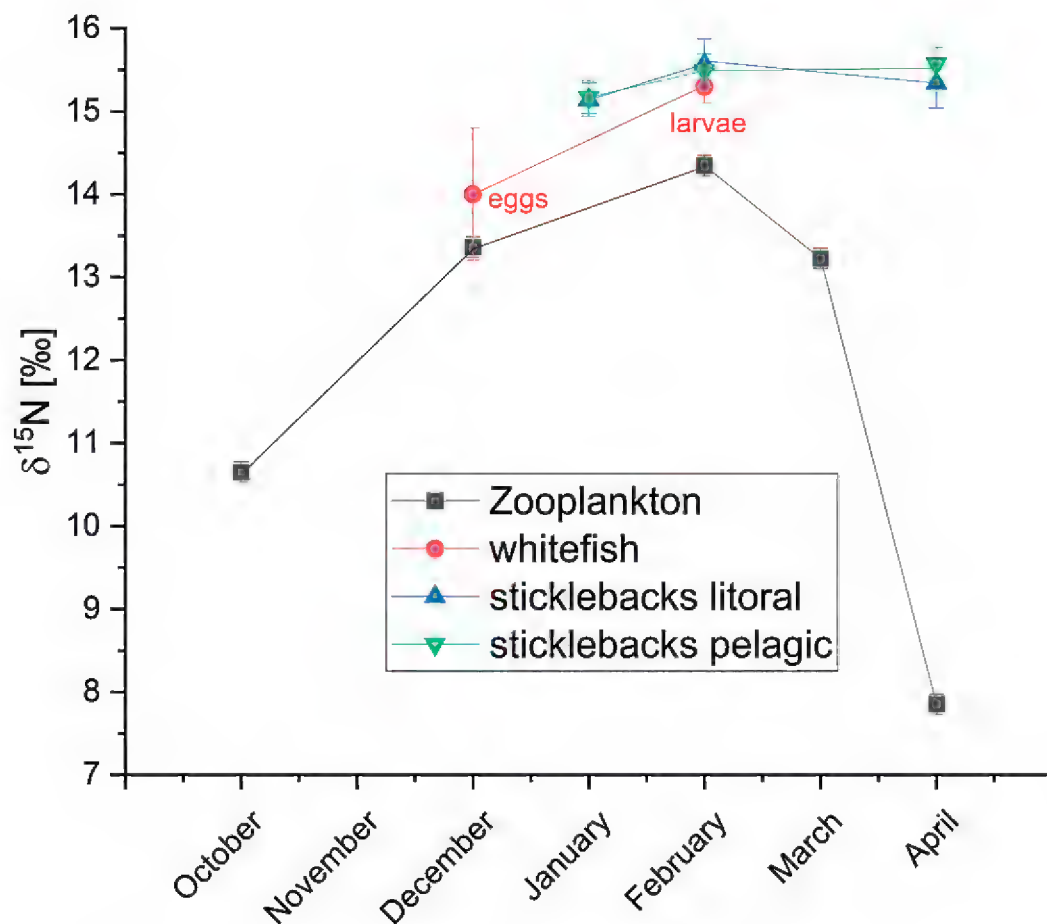 16
15
14
13
12
11
10
9
8
7
δ¹⁵N [‰]
larvae
eggs
Zooplankton
whitefish
sticklebacks litoral
sticklebacks pelagic
October
November
December
January
February
March
April